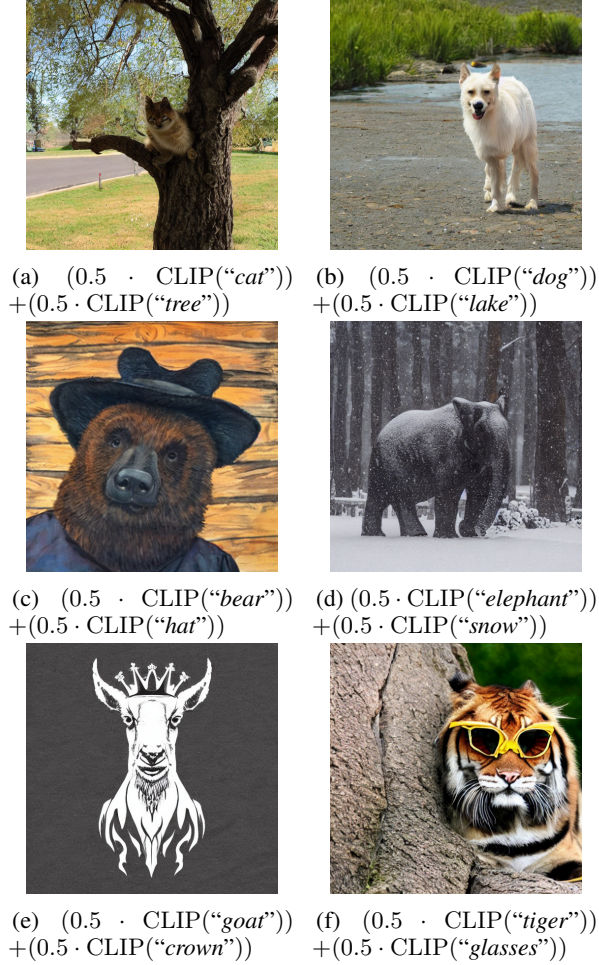 (a) (0.5 · CLIP(“cat”))
+(0.5 · CLIP(“tree”))
(b) (0.5 · CLIP(“dog”))
+(0.5 · CLIP(“lake”))
(c) (0.5 · CLIP(“bear”))
+(0.5 · CLIP(“hat”))
(d) (0.5 · CLIP(“elephant”))
+(0.5 · CLIP(“snow”))
(e) (0.5 · CLIP(“goat”))
+(0.5 · CLIP(“crown”))
(f) (0.5 · CLIP(“tiger”))
+(0.5 · CLIP(“glasses”))